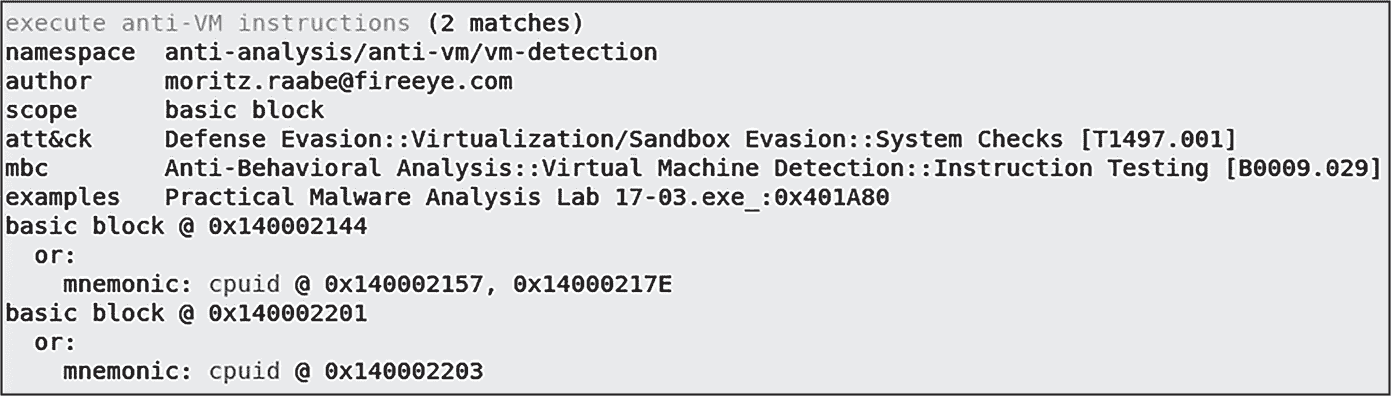 execute anti-VM instructions (2 matches)
namespace  anti-analysis/anti-vm/vm-detection
author     moritz.raabe@fireeye.com
scope      basic block
att&ck     Defense Evasion::Virtualization/Sandbox Evasion::System Checks [T1497.001]
mbc        Anti-Behavioral Analysis::Virtual Machine Detection::Instruction Testing [B0009.029]
examples   Practical Malware Analysis Lab 17-03.exe_:0x401A80
basic block @ 0x140002144
  or:
    mnemonic: cpuid @ 0x140002157, 0x14000217E
basic block @ 0x140002201
  or:
    mnemonic: cpuid @ 0x140002203